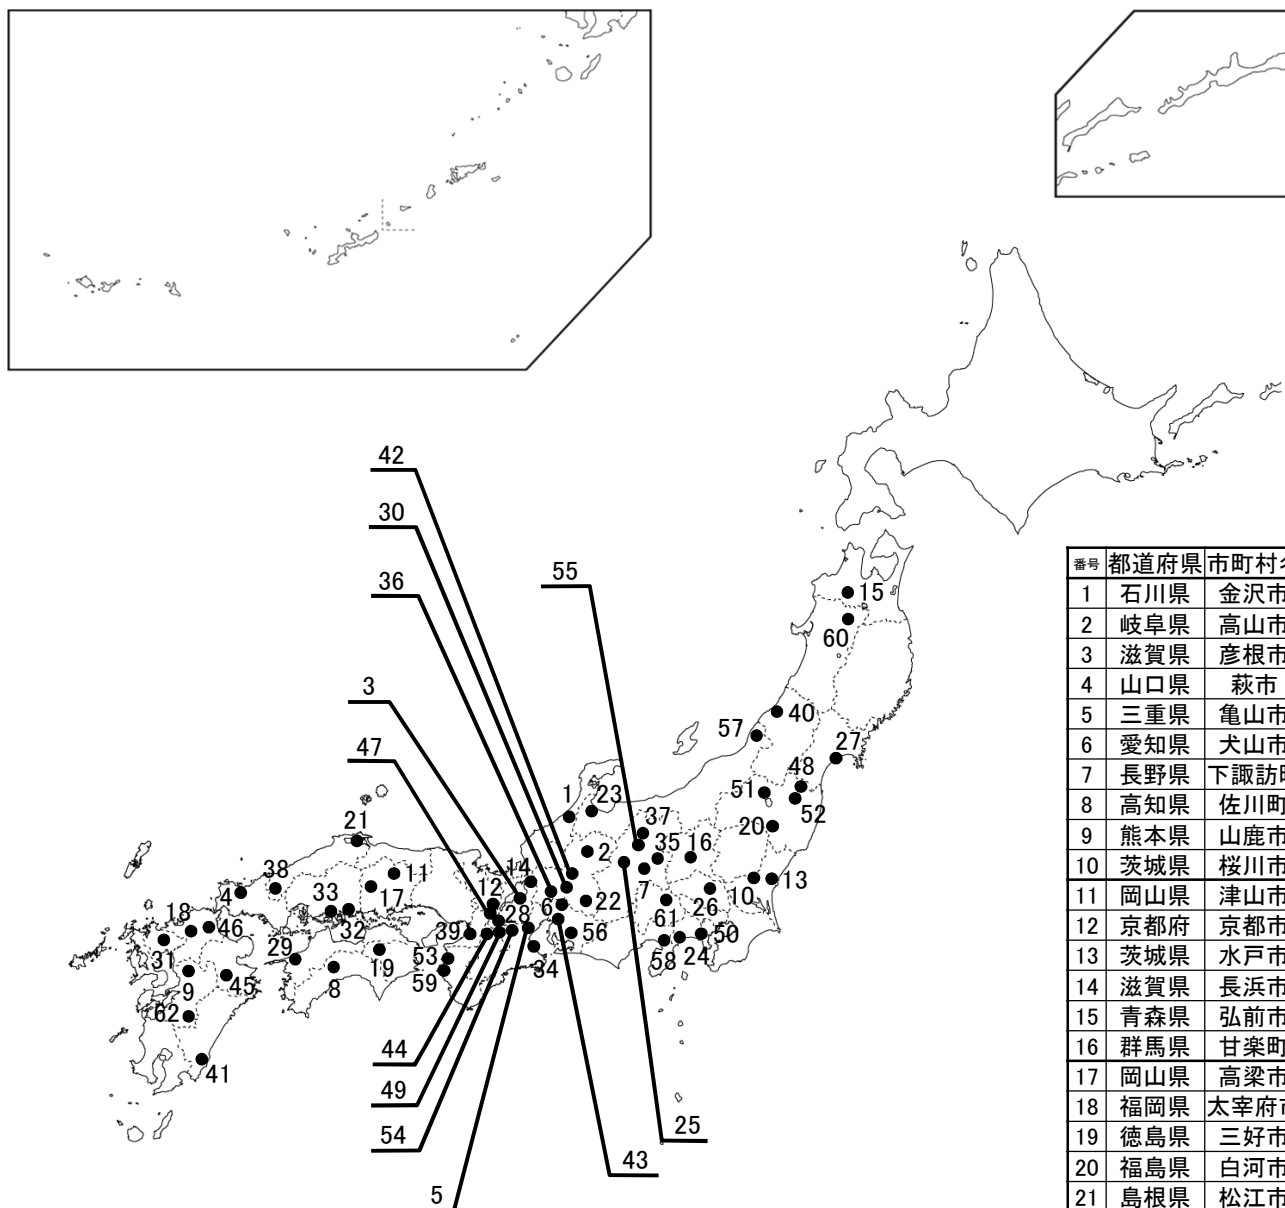 42
30
36
55
3
47
15
60
40
57
27
48
51
52
1
23
37
20
35
16
2
7
21
14
12
38
11
4
33
17
6
22
10
13
26
61
18
46
32
28
39
56
50
31
29
53
34
58
24
19
9
45
8
59
62
41
44
49
54
25
43
5
番号 都道府県 市町村名
1 石川県 金沢市
2 岐阜県 高山市
3 滋賀県 彦根市
4 山口県 萩市
5 三重県 亀山市
6 愛知県 犬山市
7 長野県 下諏訪町
8 高知県 佐川町
9 熊本県 山鹿市
10 茨城県 桜川市
11 岡山県 津山市
12 京都府 京都市
13 茨城県 水戸市
14 滋賀県 長浜市
15 青森県 弘前市
16 群馬県 甘楽町
17 岡山県 高梁市
18 福岡県 太宰府市
19 徳島県 三好市
20 福島県 白河市
21 島根県 松江市